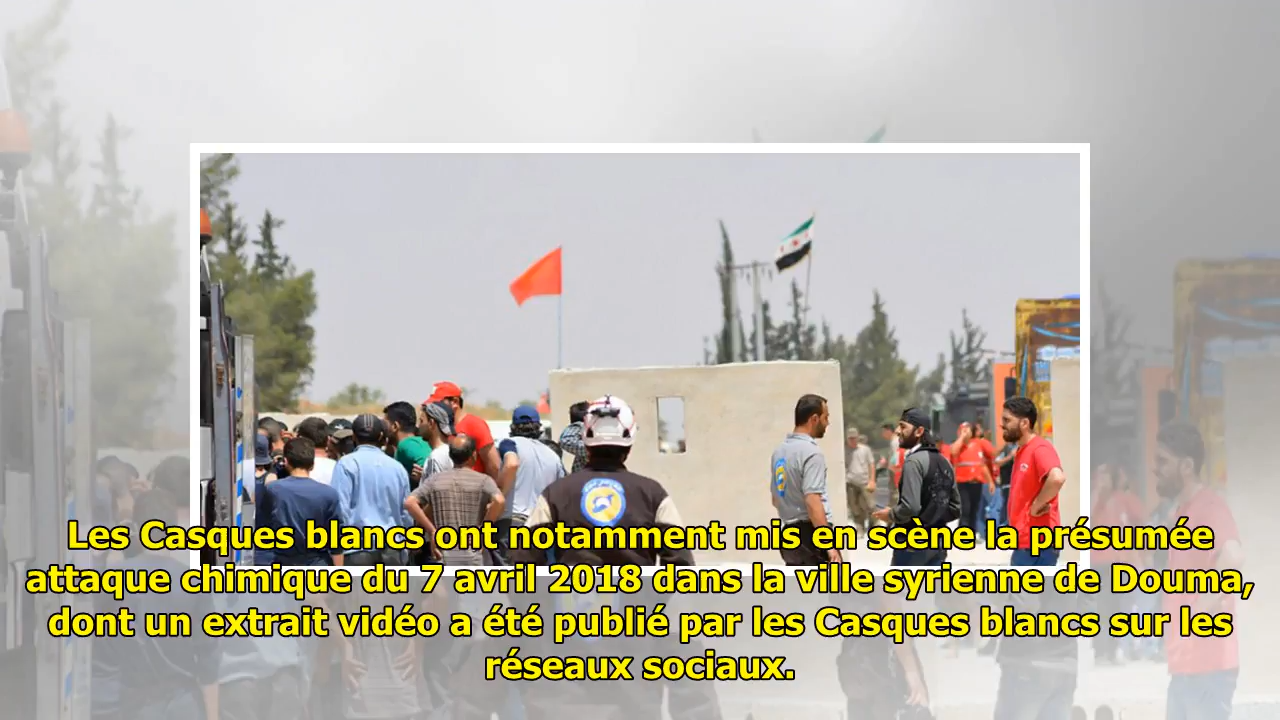 Les Casques blancs ont notamment mis en scène la présumée
attaque chimique du 7 avril 2018 dans la ville syrienne de Douma,
dont un extrait vidéo a été publié par les Casques blancs sur les
réseaux sociaux.